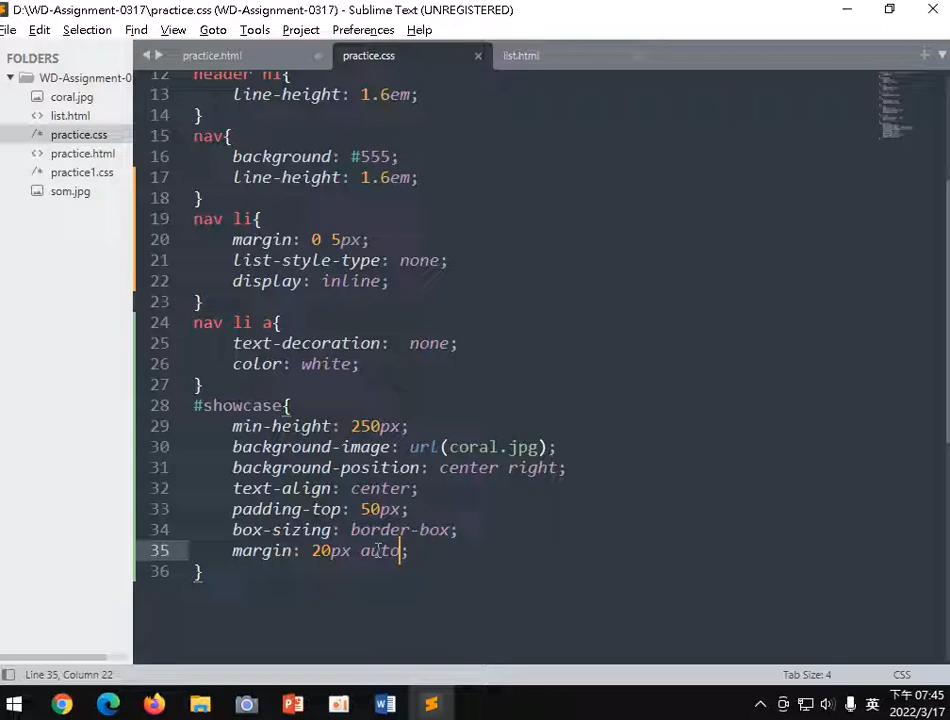 D:\WD-Assignment-0317\practice.css (WD-Assignment-0317) - Sublime Text (UNREGISTERED)
File Edit Selection Find View Goto Tools Project Preferences Help
FOLDERS
WD-Assignment-0
coral.jpg
list.html
practice.css
practice.html
practice1.css
som.jpg
practice.html
practice.css
list.html
12 header h1{
13 line-height: 1.6em;
14 }
15 nav{
16 background: #555;
17 line-height: 1.6em;
18 }
19 nav li{
20 margin: 0 5px;
21 list-style-type: none;
22 display: inline;
23 }
24 nav li a{
25 text-decoration:  none;
26 color: white;
27 }
28 #showcase{
29 min-height: 250px;
30 background-image: url(coral.jpg);
31 background-position: center right;
32 text-align: center;
33 padding-top: 50px;
34 box-sizing: border-box;
35 margin: 20px auto;
36 }
Line 35, Column 22
Tab Size: 4
CSS
英
下午 07:45
2022/3/17